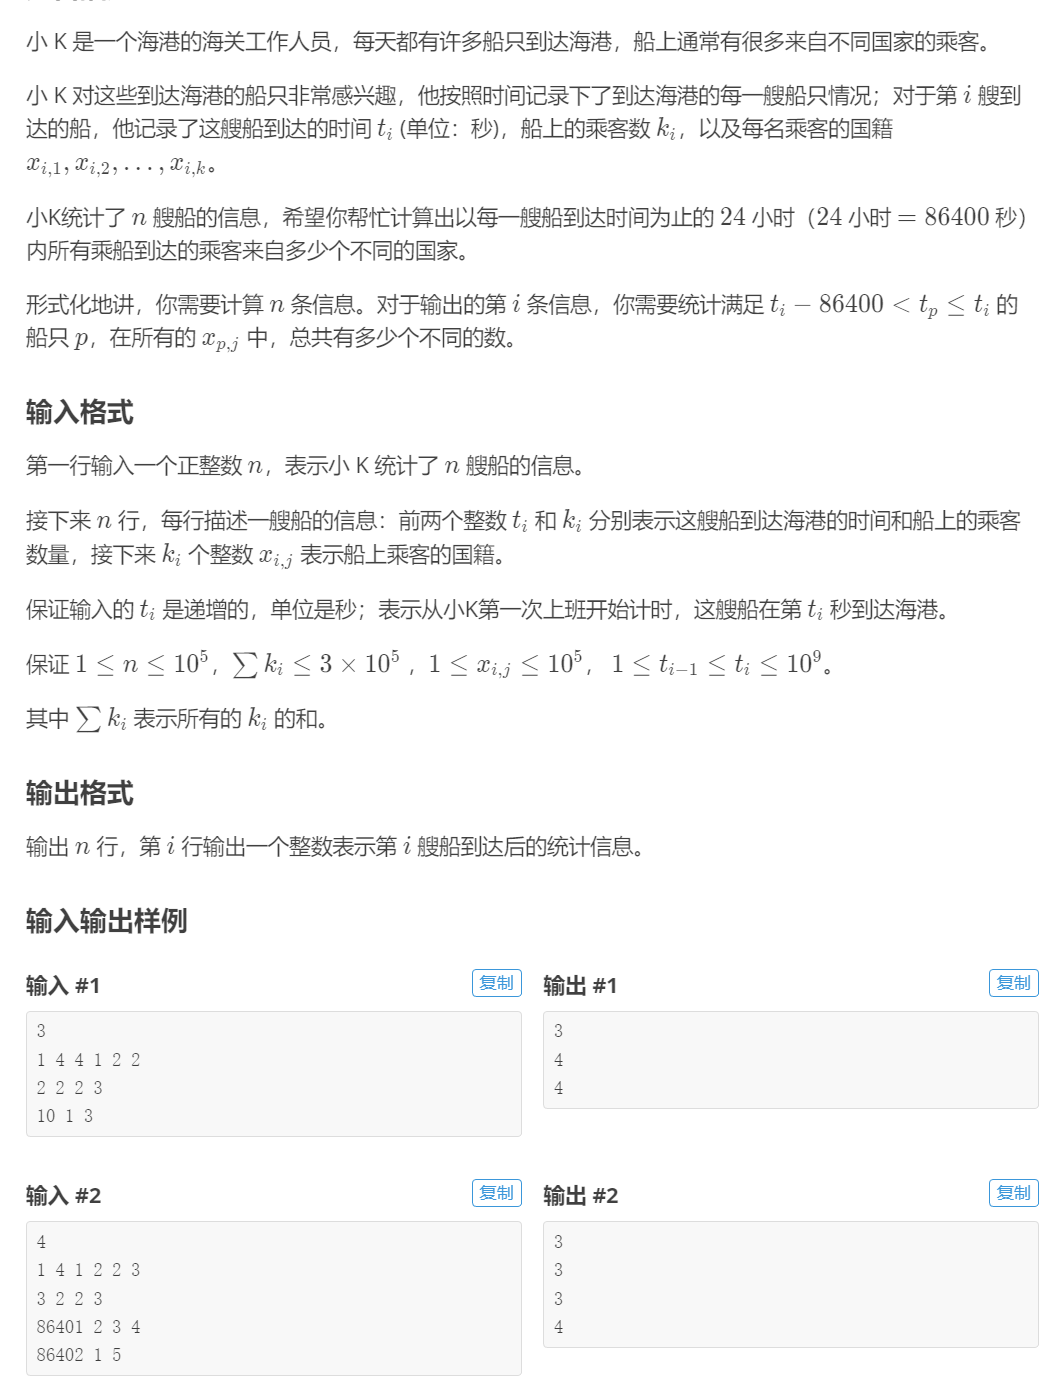 小 K 是一个海港的海关工作人员，每天都有许多船只到达海港，船上通常有很多来自不同国家的乘客。
小 K 对这些到达海港的船只非常感兴趣，他按照时间记录下了到达海港的每一艘船只情况；对于第 i 艘到
达的船，他记录了这艘船到达的时间 t_i (单位：秒)，船上的乘客数 k_i，以及每名乘客的国籍
x_{i,1}, x_{i,2}, …, x_{i,k}。
小K统计了 n 艘船的信息，希望你帮忙计算出以每一艘船到达时间为止的 24 小时（24 小时 = 86400 秒）
内所有乘船到达的乘客来自多少个不同的国家。
形式化地讲，你需要计算 n 条信息。对于输出的第 i 条信息，你需要统计满足 t_i − 86400 < t_p ≤ t_i 的
船只 p，在所有的 x_{p,j} 中，总共有多少个不同的数。
输入格式
第一行输入一个正整数 n，表示小 K 统计了 n 艘船的信息。
接下来 n 行，每行描述一艘船的信息：前两个整数 t_i 和 k_i 分别表示这艘船到达海港的时间和船上的乘客
数量，接下来 k_i 个整数 x_{i,j} 表示船上乘客的国籍。
保证输入的 t_i 是递增的，单位是秒；表示从小K第一次上班开始计时，这艘船在第 t_i 秒到达海港。
保证 1 ≤ n ≤ 10^5，∑ k_i ≤ 3 × 10^5 ，1 ≤ x_{i,j} ≤ 10^5， 1 ≤ t_{i−1} ≤ t_i ≤ 10^9。
其中 ∑ k_i 表示所有的 k_i 的和。
输出格式
输出 n 行，第 i 行输出一个整数表示第 i 艘船到达后的统计信息。
输入输出样例
输入 #1
复制
3
1 4 4 1 2 2
2 2 2 3
10 1 3
输出 #1
复制
3
4
4
输入 #2
复制
4
1 4 1 2 2 3
3 2 2 3
86401 2 3 4
86402 1 5
输出 #2
复制
3
3
3
4